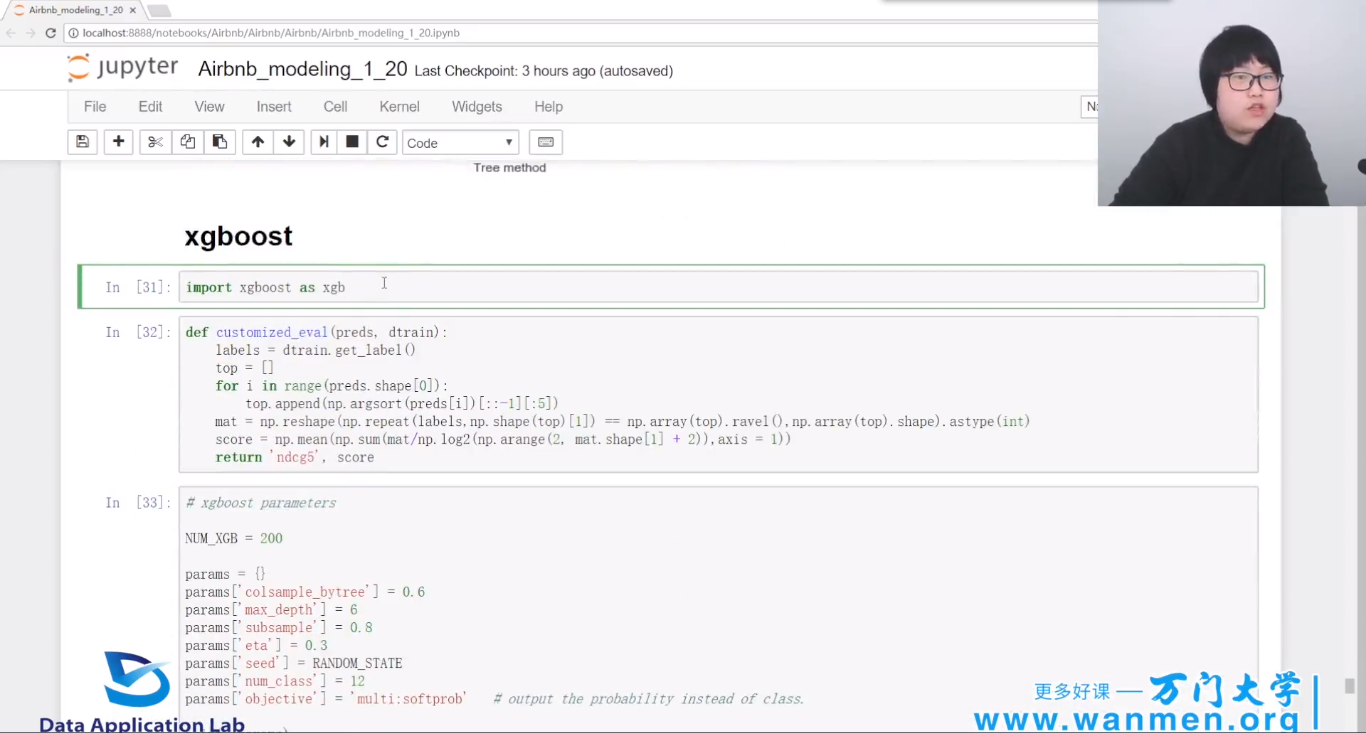 Airbnb_modeling_1_20
localhost:8888/notebooks/Airbnb/Airbnb/Airbnb/Airbnb_modeling_1_20.ipynb
jupyter Airbnb_modeling_1_20 Last Checkpoint: 3 hours ago (autosaved)
File Edit View Insert Cell Kernel Widgets Help
Code
Tree method
xgboost
In [31]: import xgboost as xgb
In [32]: def customized_eval(preds, dtrain):
labels = dtrain.get_label()
top = []
for i in range(preds.shape[0]):
top.append(np.argsort(preds[i])[::-1][:5])
mat = np.reshape(np.repeat(labels,np.shape(top)[1]) == np.array(top).ravel(),np.array(top).shape).astype(int)
score = np.mean(np.sum(mat/np.log2(np.arange(2, mat.shape[1] + 2)),axis = 1))
return 'ndcg5', score
In [33]: # xgboost parameters
NUM_XGB = 200
params = {}
params['colsample_bytree'] = 0.6
params['max_depth'] = 6
params['subsample'] = 0.8
params['eta'] = 0.3
params['seed'] = RANDOM_STATE
params['num_class'] = 12
params['objective'] = 'multi:softprob' # output the probability instead of class.
Data Application Lab
更多好课 — 万门大学
www.wanmen.org